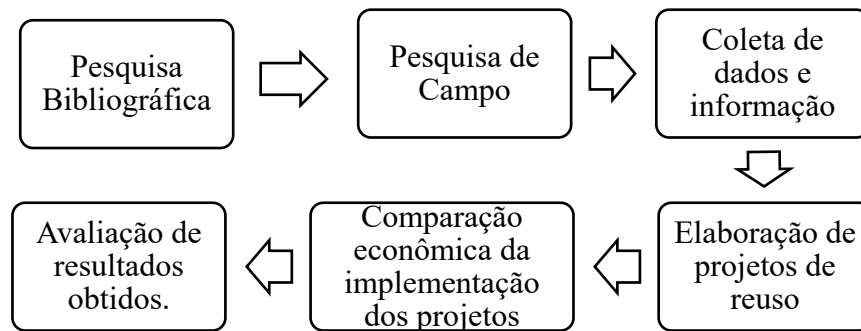 Pesquisa
Bibliográfica
Pesquisa de
Campo
Coleta de
dados e
informação
Elaboração de
projetos de
reuso
Comparação
econômica da
implementação
dos projetos
Avaliação de
resultados
obtidos.